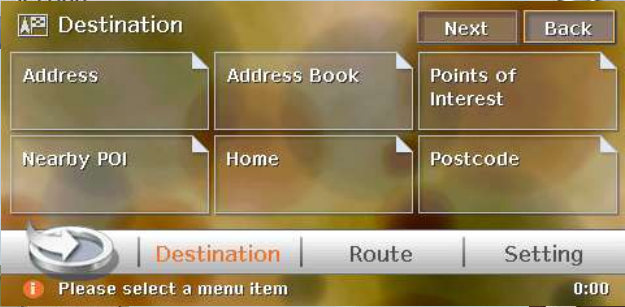 Destination
Next
Back
Address
Address Book
Points of
Interest
Nearby POI
Home
Postcode
Destination
Route
Setting
Please select a menu item
0:00